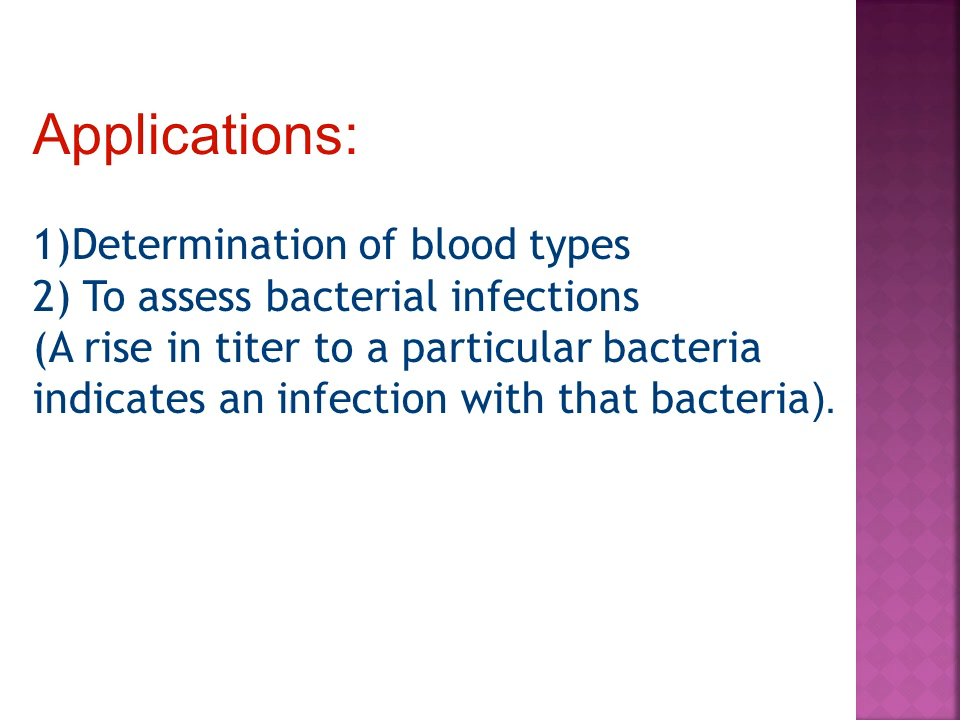 Applications:
1)Determination of blood types
2) To assess bacterial infections
(A rise in titer to a particular bacteria
indicates an infection with that bacteria).